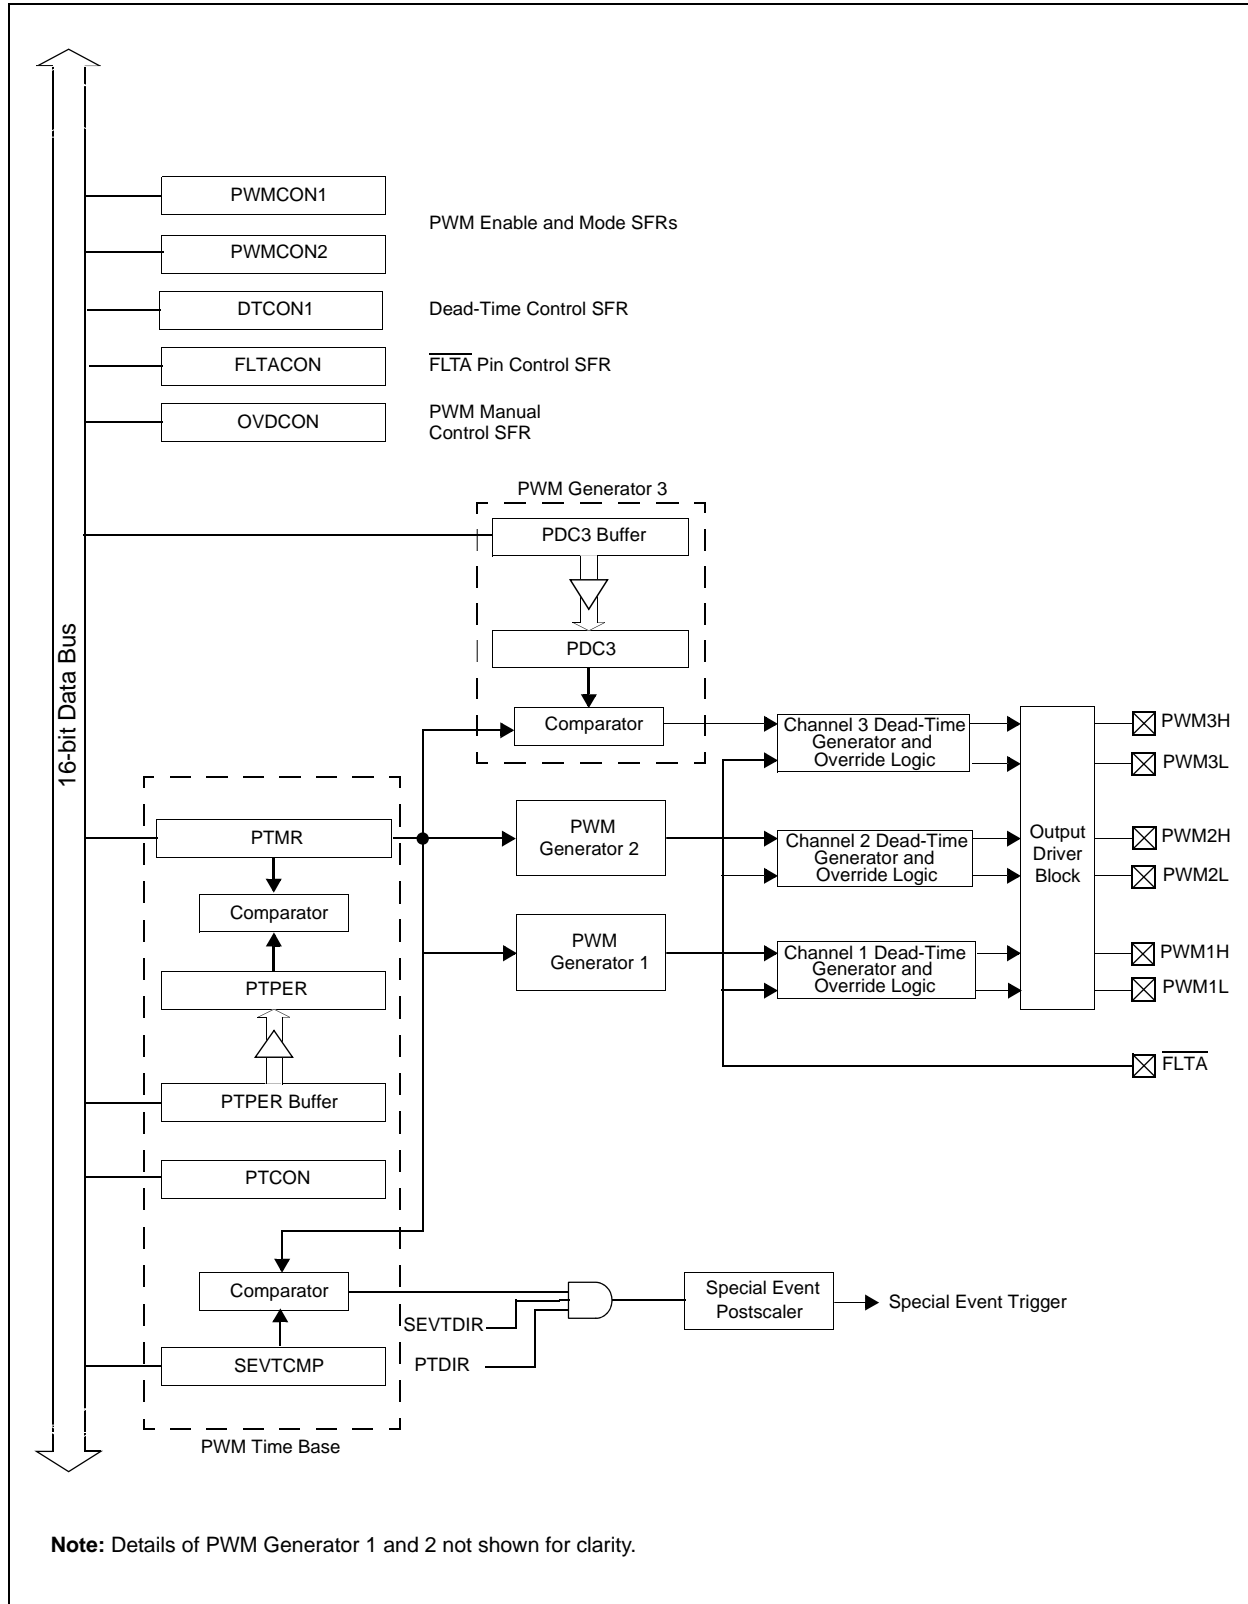 PWMCON1
PWM Enable and Mode SFRs
PWMCON2
DTCON1
Dead-Time Control SFR
FLTACON
FLTA Pin Control SFR
OVDCON
PWM Manual
Control SFR
16-bit Data Bus
PWM Generator 3
PDC3 Buffer
PDC3
Comparator
Channel 3 Dead-Time
Generator and
Override Logic
PWM3H
PWM3L
PTMR
PWM
Generator 2
Channel 2 Dead-Time
Generator and
Override Logic
Output
Driver
Block
PWM2H
PWM2L
Comparator
PWM
Generator 1
Channel 1 Dead-Time
Generator and
Override Logic
PWM1H
PWM1L
PTPER
FLTA
PTPER Buffer
PTCON
Comparator
SEVTDIR
PTDIR
Special Event
Postscaler
Special Event Trigger
SEVTCMP
PWM Time Base
Note: Details of PWM Generator 1 and 2 not shown for clarity.